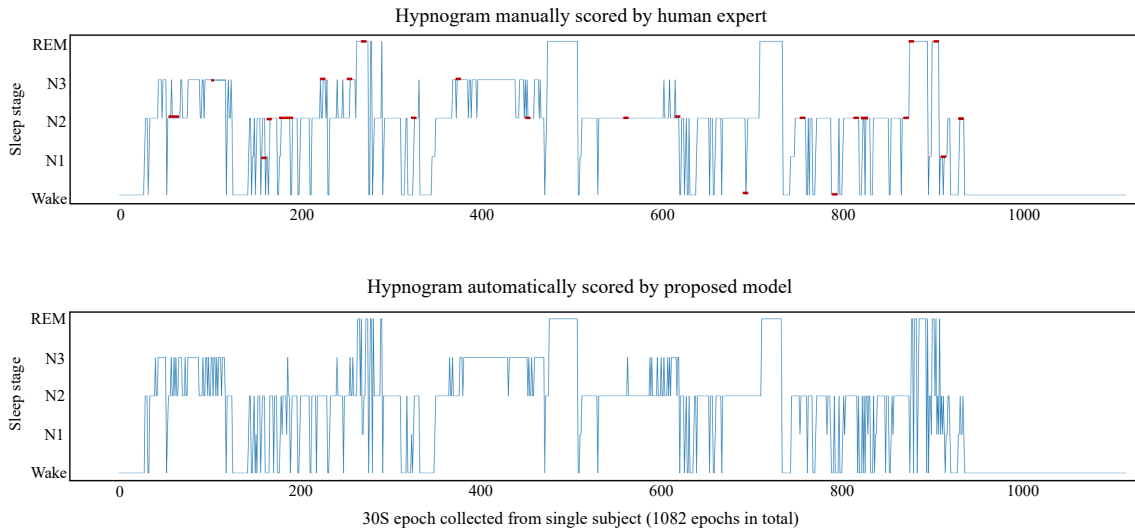 Hypnogram manually scored by human expert
REM
N3
N2
N1
Wake
Sleep stage
0 200 400 600 800 1000
Hypnogram automatically scored by proposed model
REM
N3
N2
N1
Wake
Sleep stage
0 200 400 600 800 1000
30S epoch collected from single subject (1082 epochs in total)